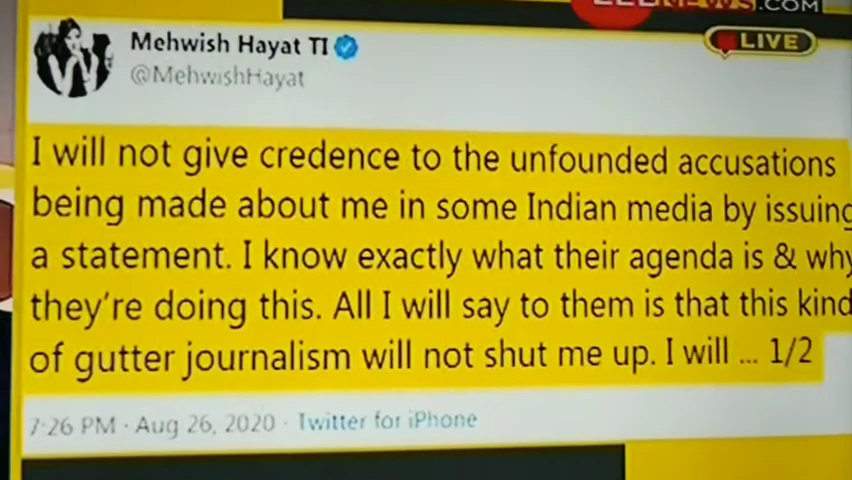 NEWS.COM
LIVE
Mehwish Hayat TI
@MehwishHayat
I will not give credence to the unfounded accusations
being made about me in some Indian media by issuing
a statement. I know exactly what their agenda is & why
they're doing this. All I will say to them is that this kind
of gutter journalism will not shut me up. I will ... 1/2
7:26 PM · Aug 26, 2020 · Twitter for iPhone